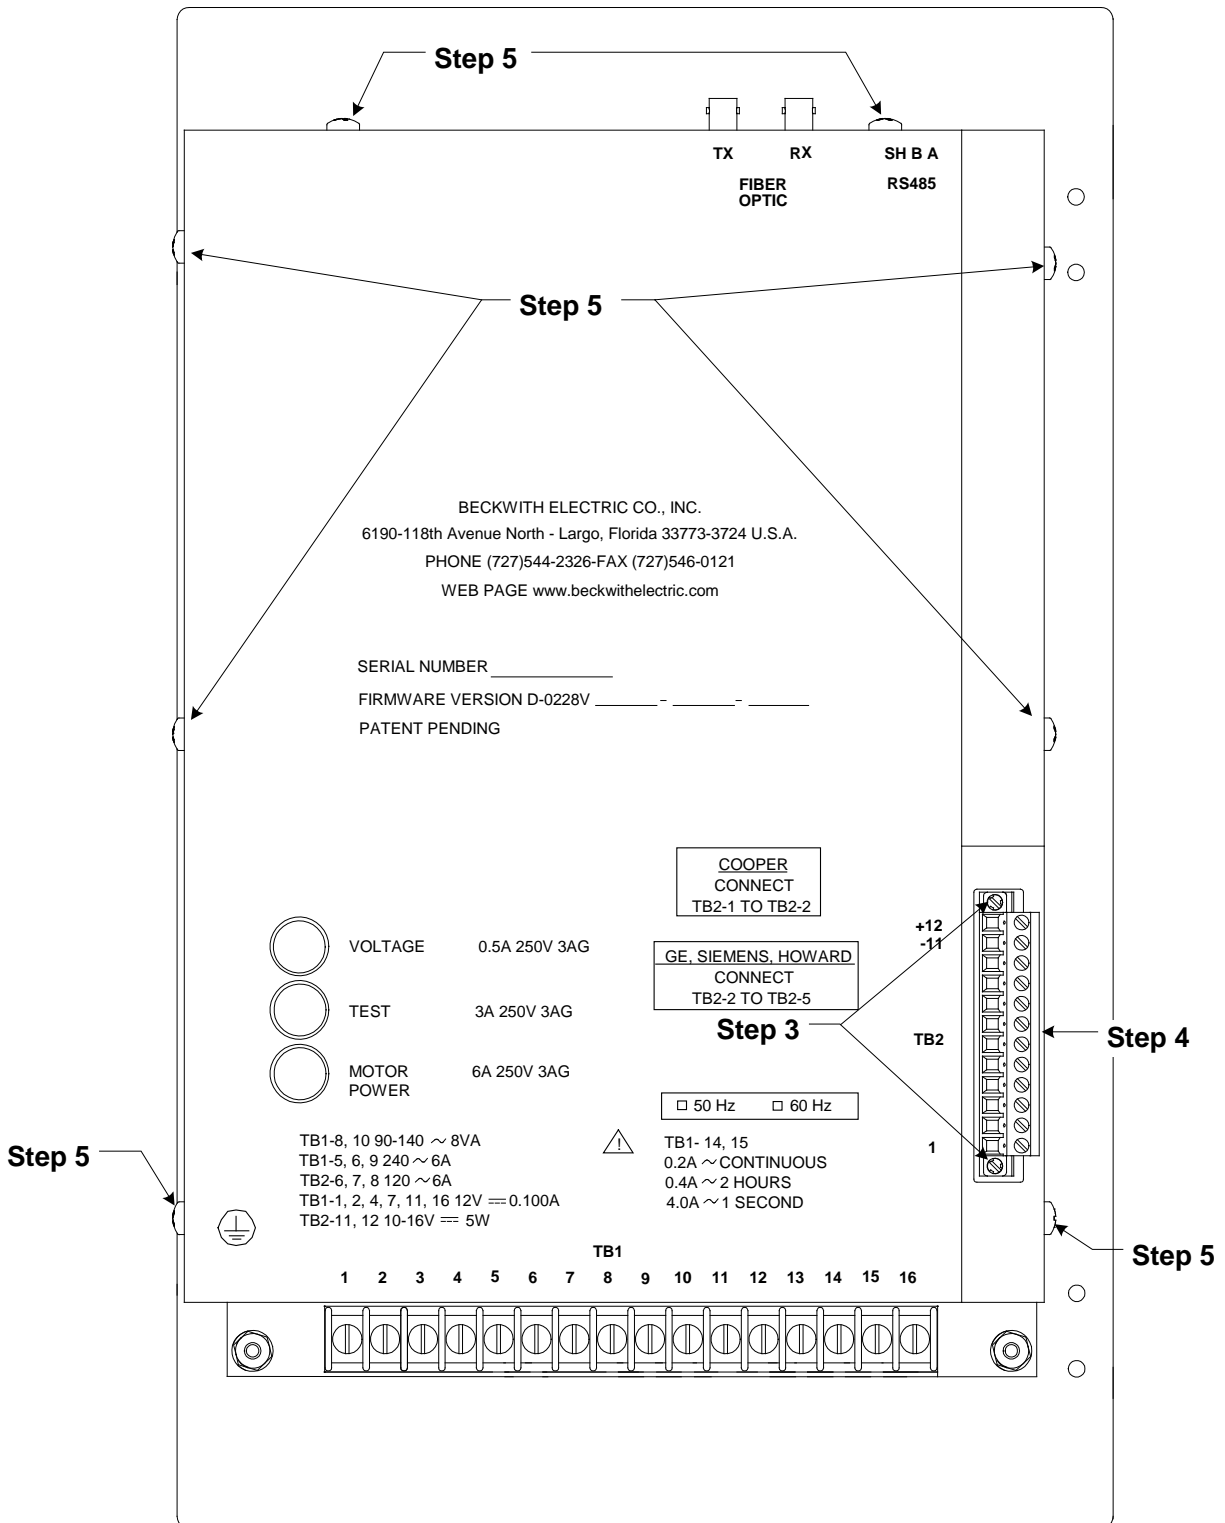 Step 5
TX RX SH B A
FIBER OPTIC RS485
Step 5
BECKWITH ELECTRIC CO., INC.
6190-118th Avenue North - Largo, Florida 33773-3724 U.S.A.
PHONE (727)544-2326-FAX (727)546-0121
WEB PAGE www.beckwithelectric.com
SERIAL NUMBER
FIRMWARE VERSION D-0228V - -
PATENT PENDING
COOPER
CONNECT
TB2-1 TO TB2-2
+12
-11
VOLTAGE 0.5A 250V 3AG
GE, SIEMENS, HOWARD
CONNECT
TB2-2 TO TB2-5
TEST 3A 250V 3AG
Step 3
TB2
Step 4
MOTOR POWER 6A 250V 3AG
50 Hz 60 Hz
TB1-8, 10 90-140 ~ 8VA
TB1-5, 6, 9 240 ~ 6A
TB2-6, 7, 8 120 ~ 6A
TB1-1, 2, 4, 7, 11, 16 12V ⎓ 0.100A
TB2-11, 12 10-16V ⎓ 5W
!
TB1- 14, 15
0.2A ~ CONTINUOUS
0.4A ~ 2 HOURS
4.0A ~ 1 SECOND
1
Step 5
Step 5
TB1
1 2 3 4 5 6 7 8 9 10 11 12 13 14 15 16